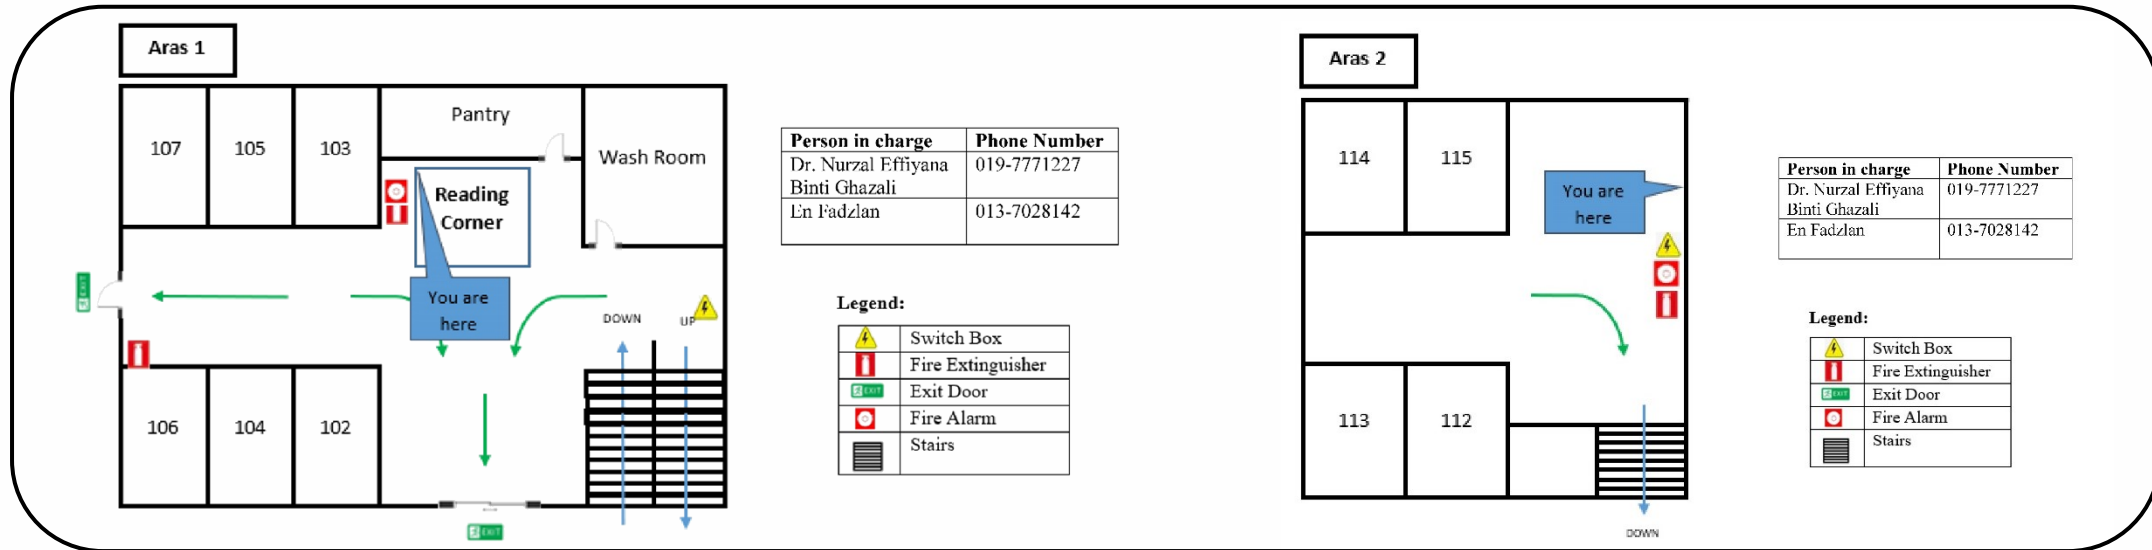 Aras 1
107
105
103
Pantry
Wash Room
Reading
Corner
You are
here
DOWN
UP
EXIT
106
104
102
EXIT
Person in charge Phone Number
Dr. Nurzal Effiyana 019-7771227
Binti Ghazali
En Fadzlan 013-7028142
Legend:
Switch Box
Fire Extinguisher
EXIT Exit Door
Fire Alarm
Stairs
Aras 2
114
115
You are
here
113
112
DOWN
Person in charge Phone Number
Dr. Nurzal Effiyana 019-7771227
Binti Ghazali
En Fadzlan 013-7028142
Legend:
Switch Box
Fire Extinguisher
EXIT Exit Door
Fire Alarm
Stairs